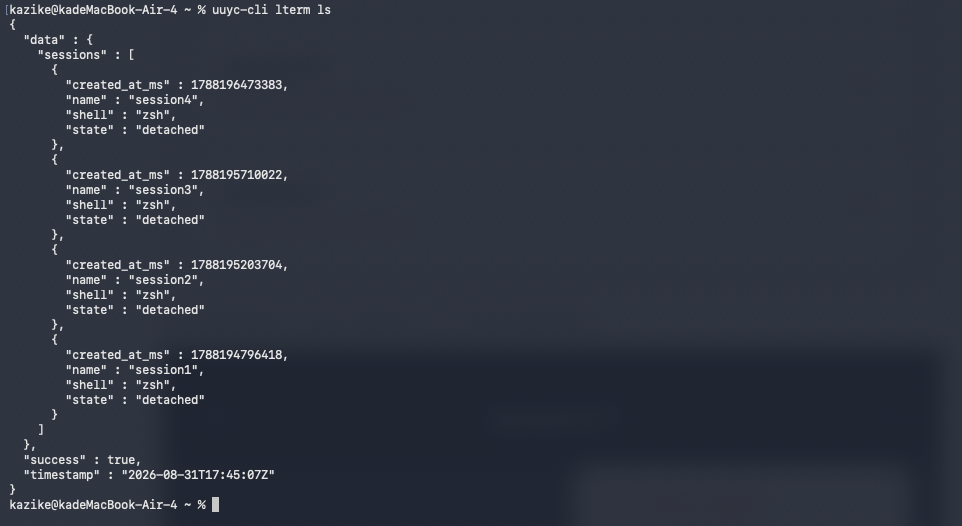 [kazike@kadeMacBook-Air-4 ~ % uuyc-cli lterm ls
{
  "data" : {
    "sessions" : [
      {
        "created_at_ms" : 1788196473383,
        "name" : "session4",
        "shell" : "zsh",
        "state" : "detached"
      },
      {
        "created_at_ms" : 1788195710022,
        "name" : "session3",
        "shell" : "zsh",
        "state" : "detached"
      },
      {
        "created_at_ms" : 1788195203704,
        "name" : "session2",
        "shell" : "zsh",
        "state" : "detached"
      },
      {
        "created_at_ms" : 1788194796418,
        "name" : "session1",
        "shell" : "zsh",
        "state" : "detached"
      }
    ]
  },
  "success" : true,
  "timestamp" : "2026-08-31T17:45:07Z"
}
kazike@kadeMacBook-Air-4 ~ %